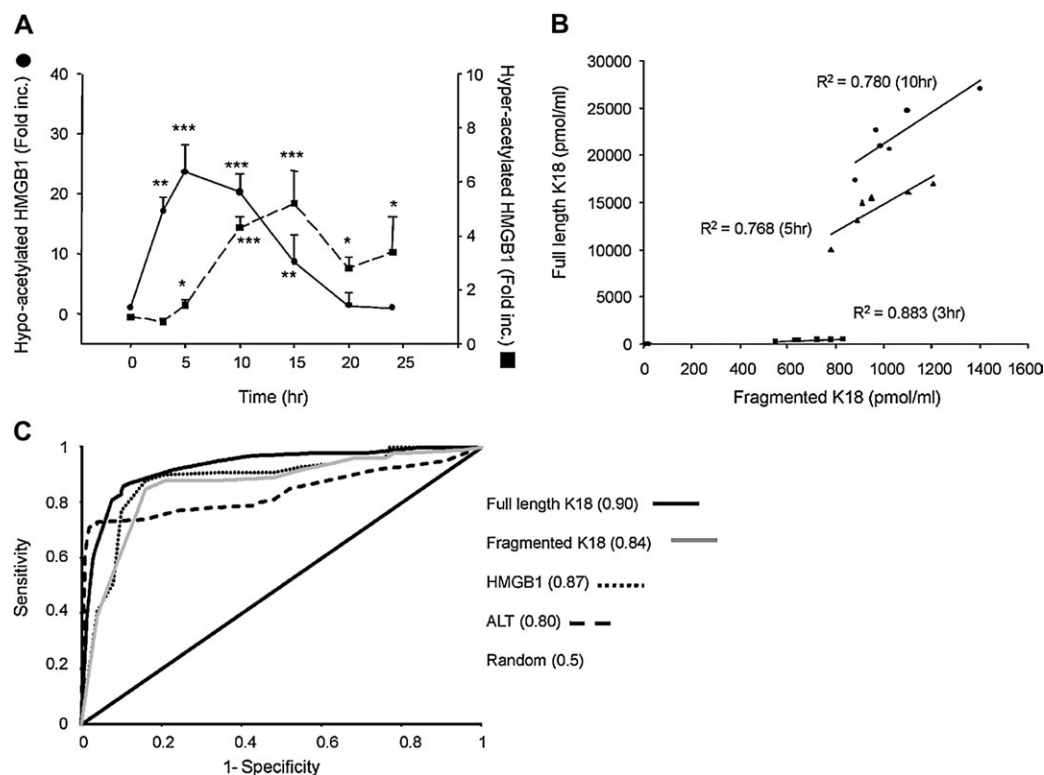 A
Hypo-acetylated HMGB1 (Fold inc.)
40
30
20
10
0
***
**
***
***
*
***
**
*
*
10
8
6
4
2
0
Hyper-acetylated HMGB1 (Fold inc.)
0 5 10 15 20 25
Time (hr)
B
Full length K18 (pmol/ml)
30000
25000
20000
15000
10000
5000
0
R² = 0.780 (10hr)
R² = 0.768 (5hr)
R² = 0.883 (3hr)
0 200 400 600 800 1000 1200 1400 1600
Fragmented K18 (pmol/ml)
C
Sensitivity
1
0.8
0.6
0.4
0.2
0
0 0.2 0.4 0.6 0.8 1
1- Specificity
Full length K18 (0.90)
Fragmented K18 (0.84)
HMGB1 (0.87)
ALT (0.80)
Random (0.5)